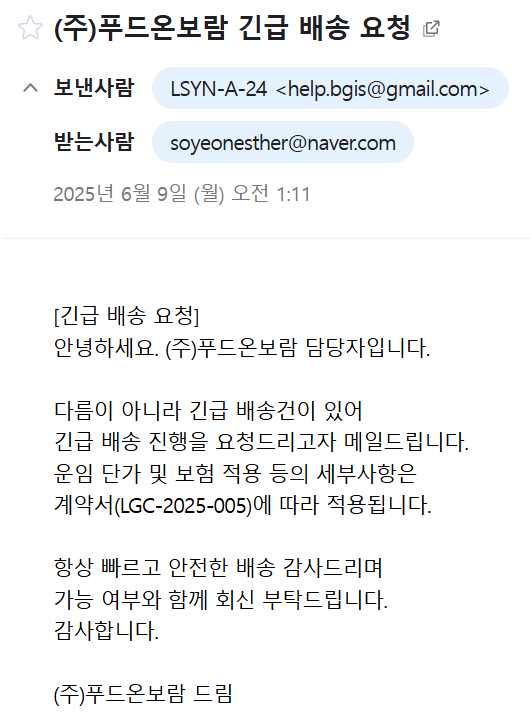 (주)푸드온보람 긴급 배송 요청
보낸사람 LSYN-A-24 <help.bgis@gmail.com>
받는사람 soyeonesther@naver.com
2025년 6월 9일 (월) 오전 1:11
[긴급 배송 요청]
안녕하세요. (주)푸드온보람 담당자입니다.
다름이 아니라 긴급 배송건이 있어
긴급 배송 진행을 요청드리고자 메일드립니다.
운임 단가 및 보험 적용 등의 세부사항은
계약서(LGC-2025-005)에 따라 적용됩니다.
항상 빠르고 안전한 배송 감사드리며
가능 여부와 함께 회신 부탁드립니다.
감사합니다.
(주)푸드온보람 드림